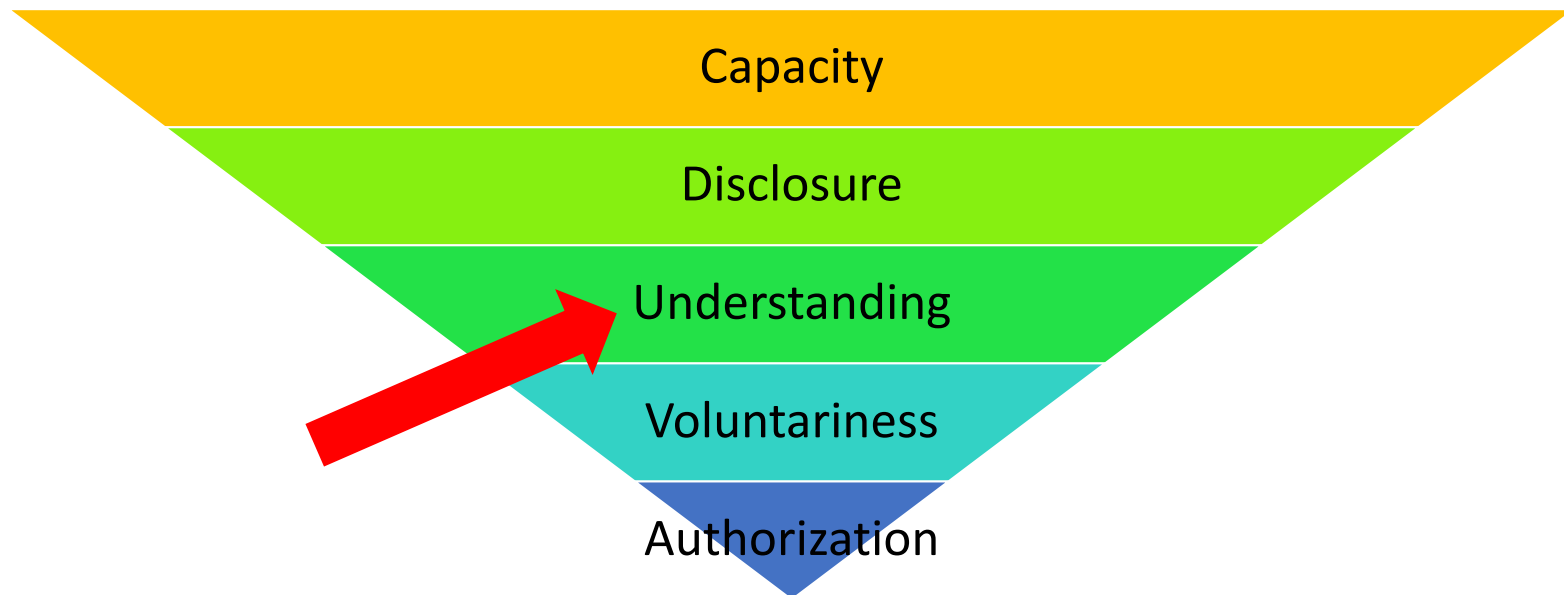 Capacity
Disclosure
Understanding
Voluntariness
Authorization